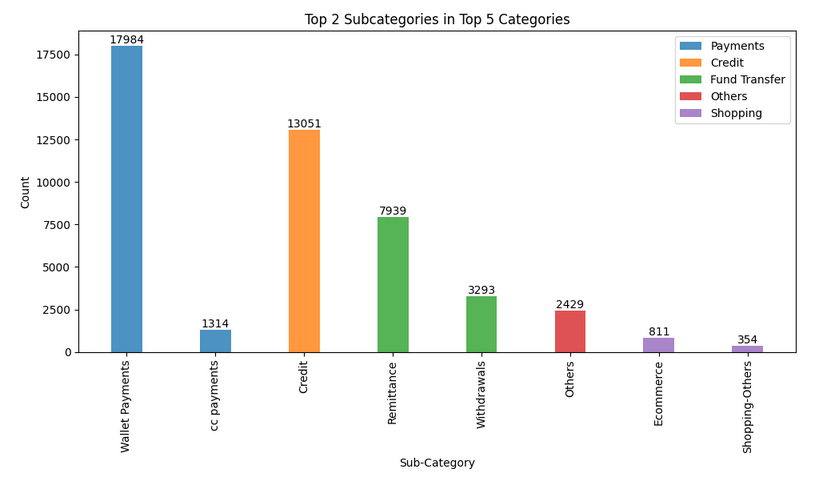 Top 2 Subcategories in Top 5 Categories
17984
17500
15000
12500
10000
7500
5000
2500
0
Count
1314
13051
7939
3293
2429
811
354
Payments
Credit
Fund Transfer
Others
Shopping
Wallet Payments
cc payments
Credit
Remittance
Withdrawals
Others
Ecommerce
Shopping-Others
Sub-Category